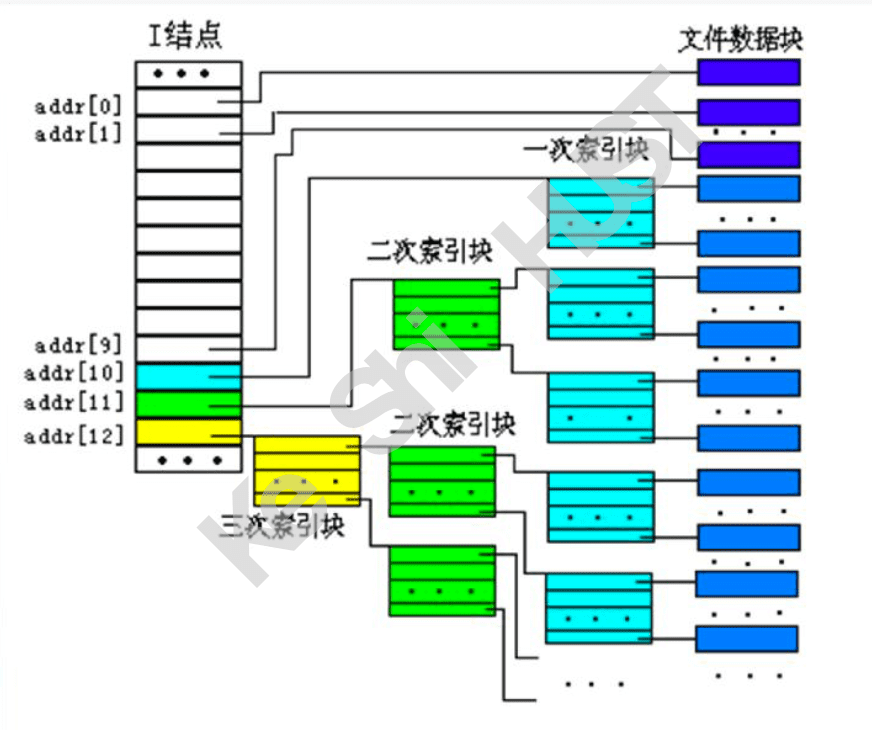 I结点
文件数据块
addr[0]
addr[1]
一次索引块
二次索引块
addr[9]
addr[10]
addr[11]
addr[12]
二次索引块
三次索引块
Ke Shi HUST